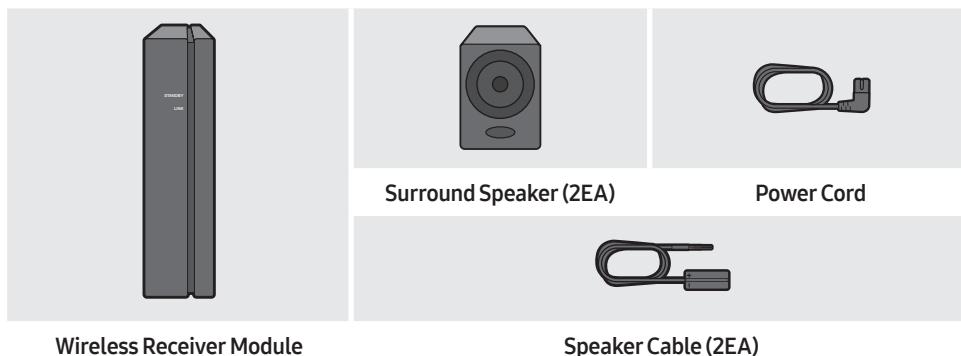 STANDBY
LINK
Surround Speaker (2EA)
Power Cord
+
-
Wireless Receiver Module
Speaker Cable (2EA)